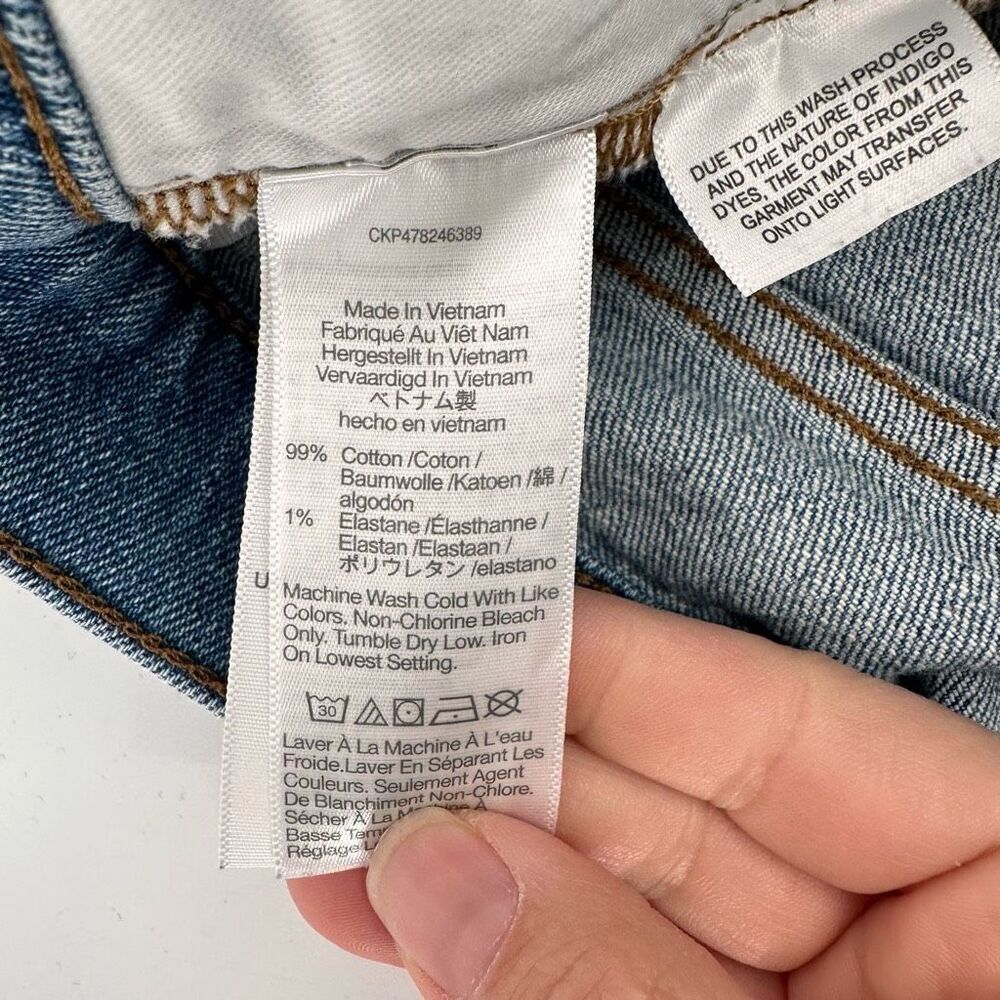 CKP478246389
Made In Vietnam
Fabriqué Au Viêt Nam
Hergestellt In Vietnam
Vervaardigd In Vietnam
ベトナム製
hecho en vietnam
99% Cotton /Coton /
Baumwolle /Katoen /綿 /
algodón
1% Elastane /Élasthanne /
Elastan /Elastaan /
ポリウレタン /elastano
Machine Wash Cold With Like
Colors. Non-Chlorine Bleach
Only. Tumble Dry Low. Iron
On Lowest Setting.
30
Laver À La Machine À L'eau
Froide.Laver En Séparant Les
Couleurs. Seulement Agent
De Blanchiment Non-Chlore.
Sécher À La Machine À
Basse
Réglage
U
DUE TO THIS WASH PROCESS
AND THE NATURE OF INDIGO
DYES, THE COLOR FROM THIS
GARMENT MAY TRANSFER
ONTO LIGHT SURFACES.